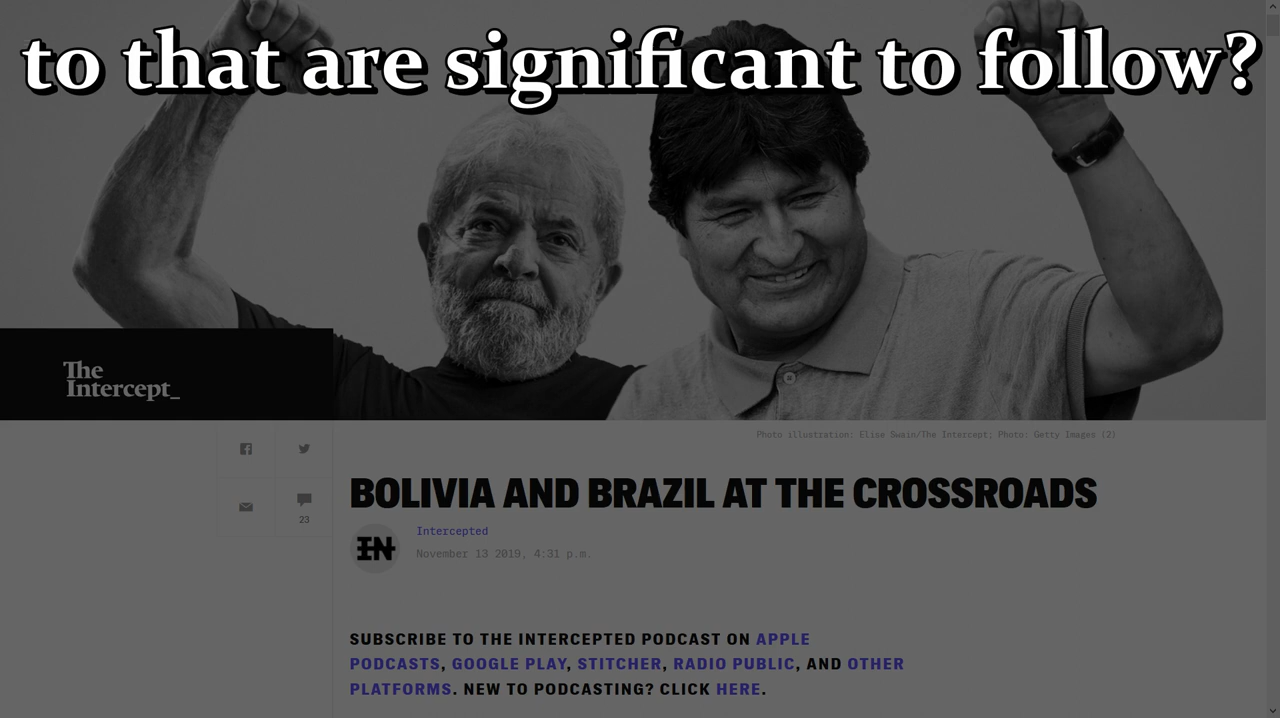 to that are significant to follow?
The
Intercept_
Photo illustration: Elise Swain/The Intercept; Photo: Getty Images (2)
BOLIVIA AND BRAZIL AT THE CROSSROADS
23
IN
Intercepted
November 13 2019, 4:31 p.m.
SUBSCRIBE TO THE INTERCEPTED PODCAST ON APPLE
PODCASTS, GOOGLE PLAY, STITCHER, RADIO PUBLIC, AND OTHER
PLATFORMS. NEW TO PODCASTING? CLICK HERE.